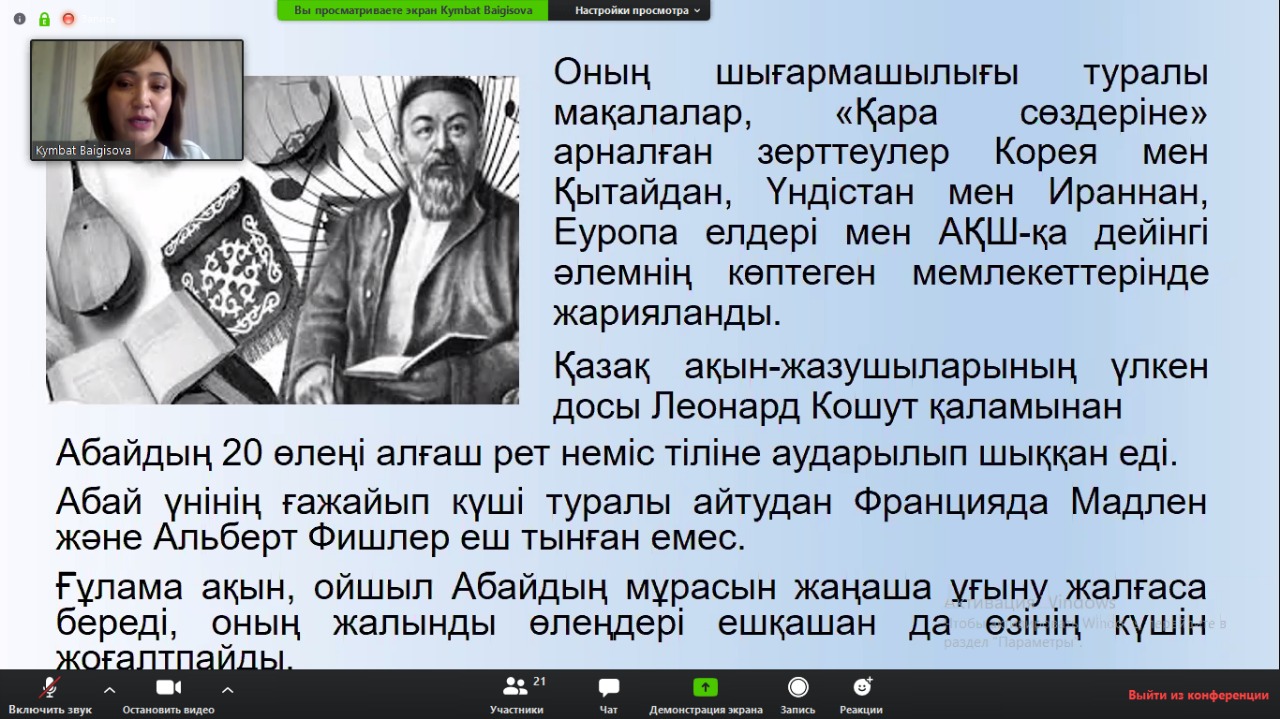 Вы просматриваете экран Kymbat Baigisova
Настройки просмотра
Kymbat Baigisova
Оның шығармашылығы туралы
мақалалар, «Қара сөздеріне»
арналған зерттеулер Корея мен
Қытайдан, Үндістан мен Ираннан,
Еуропа елдері мен АҚШ-қа дейінгі
әлемнің көптеген мемлекеттерінде
жарияланды.
Қазақ ақын-жазушыларының үлкен
досы Леонард Кошут қаламынан
Абайдың 20 өлеңі алғаш рет неміс тіліне аударылып шыққан еді.
Абай үнінің ғажайып күші туралы айтудан Францияда Мадлен
және Альберт Фишлер еш тынған емес.
Ғұлама ақын, ойшыл Абайдың мұрасын жаңаша ұғыну жалғаса
береді, оның жалынды өлеңдері ешқашан да өзінің күшін
жоғалтпайды.
Активация Windows
Чтобы Windows, в
раздел "Параметры".
Включить звук
Остановить видео
Участники
21
Чат
Демонстрация экрана
Запись
Реакции
Выйти из конференции